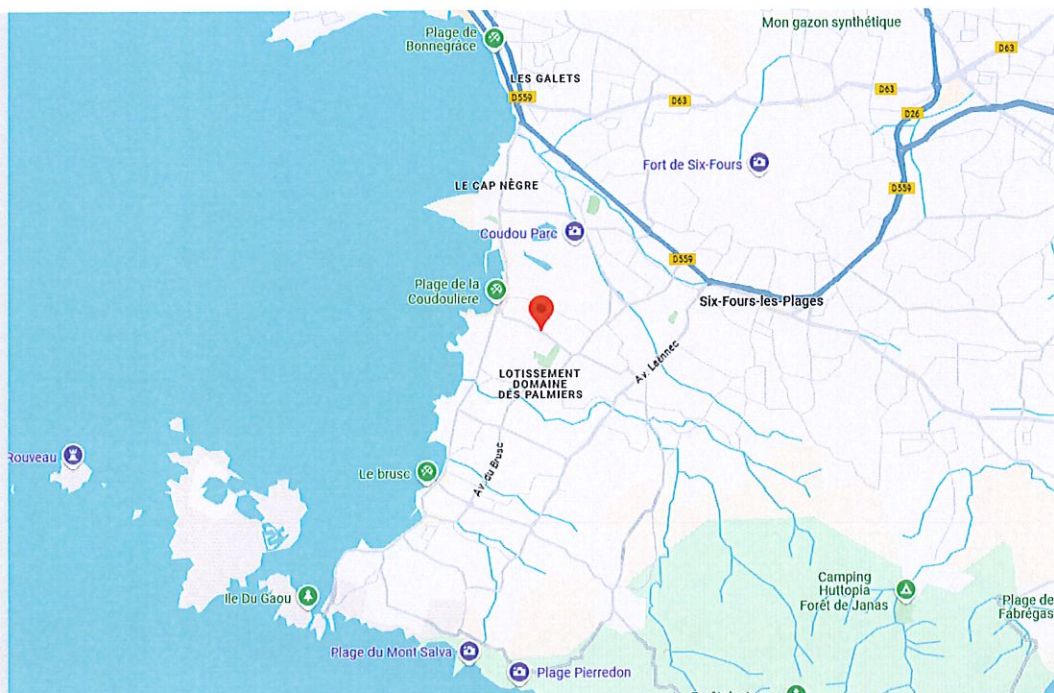 Mon gazon synthétique
Plage de
Bonnegrâce
D63
LES GALETS
D63
D559
D63
D26
Fort de Six-Fours
LE CAP NÈGRE
D559
Coudou Parc
D559
Plage de la
Coudouliere
Six-Fours-les-Plages
Av. Laënnec
LOTISSEMENT
DOMAINE
DES PALMIERS
Rouveau
Le brusc
Av. du Brusc
Ile Du Gaou
Camping
Huttopia
Forêt de Janas
Plage de
Fabrégas
Plage du Mont Salva
Plage Pierredon